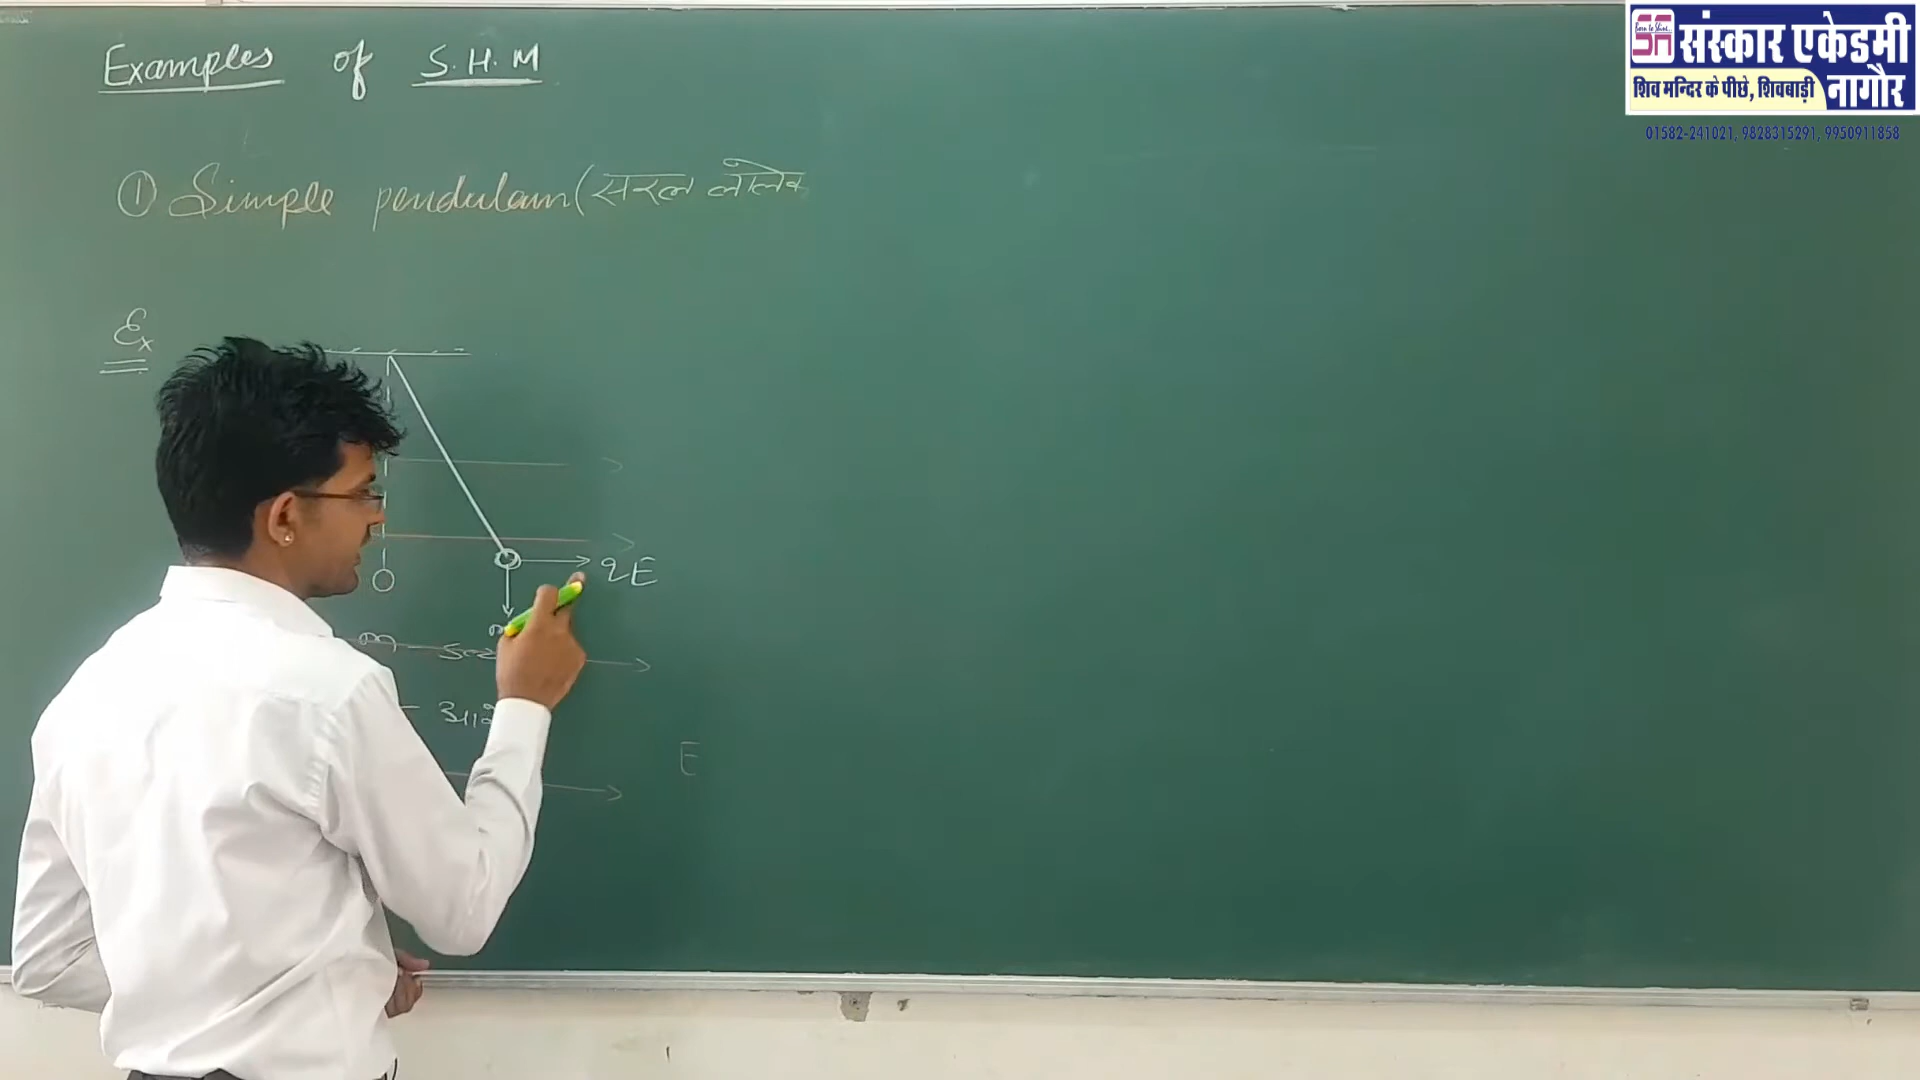 संस्कार एकेडमी
शिव मन्दिर के पीछे, शिवबाड़ी
नागौर
01582-241021, 9828315291, 9950911858
Examples of S.H.M
① Simple pendulam (सरल लोलक
Ex
qE
m -
E